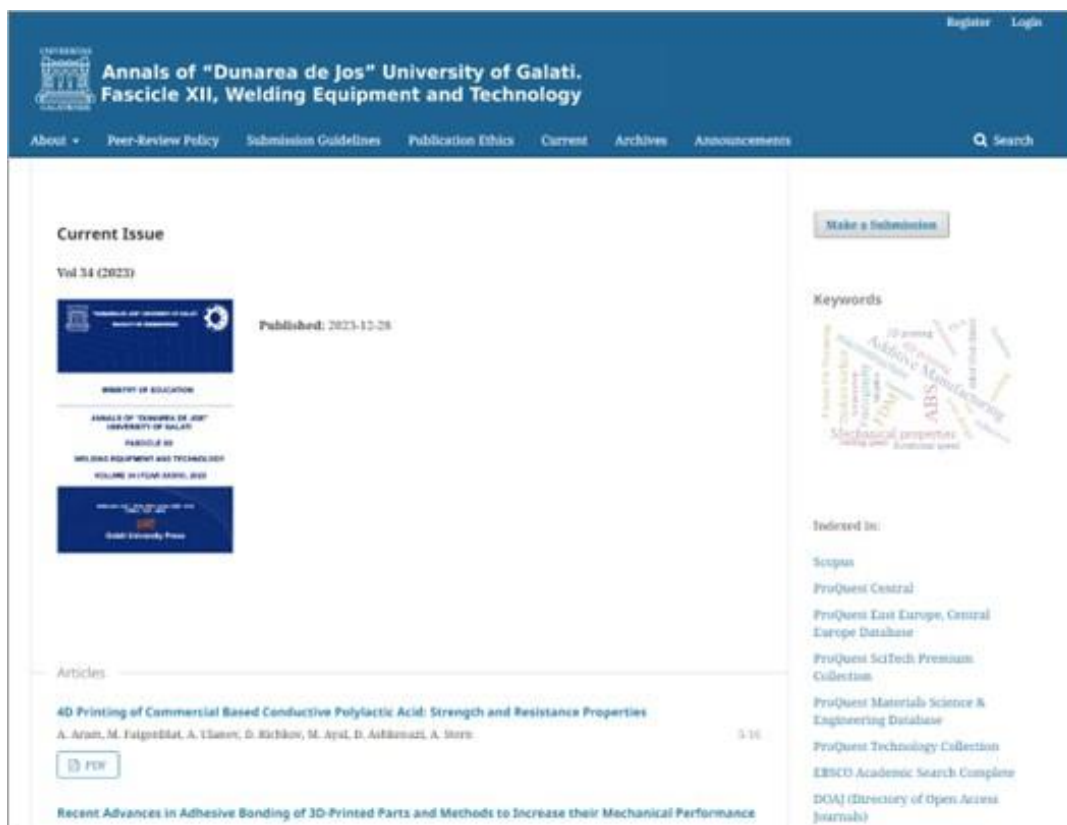 Register Login
Annals of "Dunarea de Jos" University of Galati.
Fascicle XII, Welding Equipment and Technology
About Peer-Review Policy Submission Guidelines Publication Ethics Current Archives Announcements Search
Current Issue
Vol 34 (2023)
Published: 2023-12-28
MINISTRY OF EDUCATION
ANNALS OF "DUNAREA DE JOS"
UNIVERSITY OF GALATI
FASCICLE XII
WELDING EQUIPMENT AND TECHNOLOGY
Galati University Press
Articles
4D Printing of Commercial Based Conductive Polylactic Acid: Strength and Resistance Properties
A. Aram, M. Faigenblat, A. Ulanov, D. Richkov, M. Ayal, D. Ashkenazi, A. Stern
5-16
PDF
Recent Advances in Adhesive Bonding of 3D-Printed Parts and Methods to Increase their Mechanical Performance
Make a Submission
Keywords
3D printing
Additive Manufacturing
ABS
FDM
Mechanical properties
Indexed in:
Scopus
ProQuest Central
ProQuest East Europe, Central
Europe Database
ProQuest SciTech Premium
Collection
ProQuest Materials Science &
Engineering Database
ProQuest Technology Collection
EBSCO Academic Search Complete
DOAJ (Directory of Open Access
Journals)